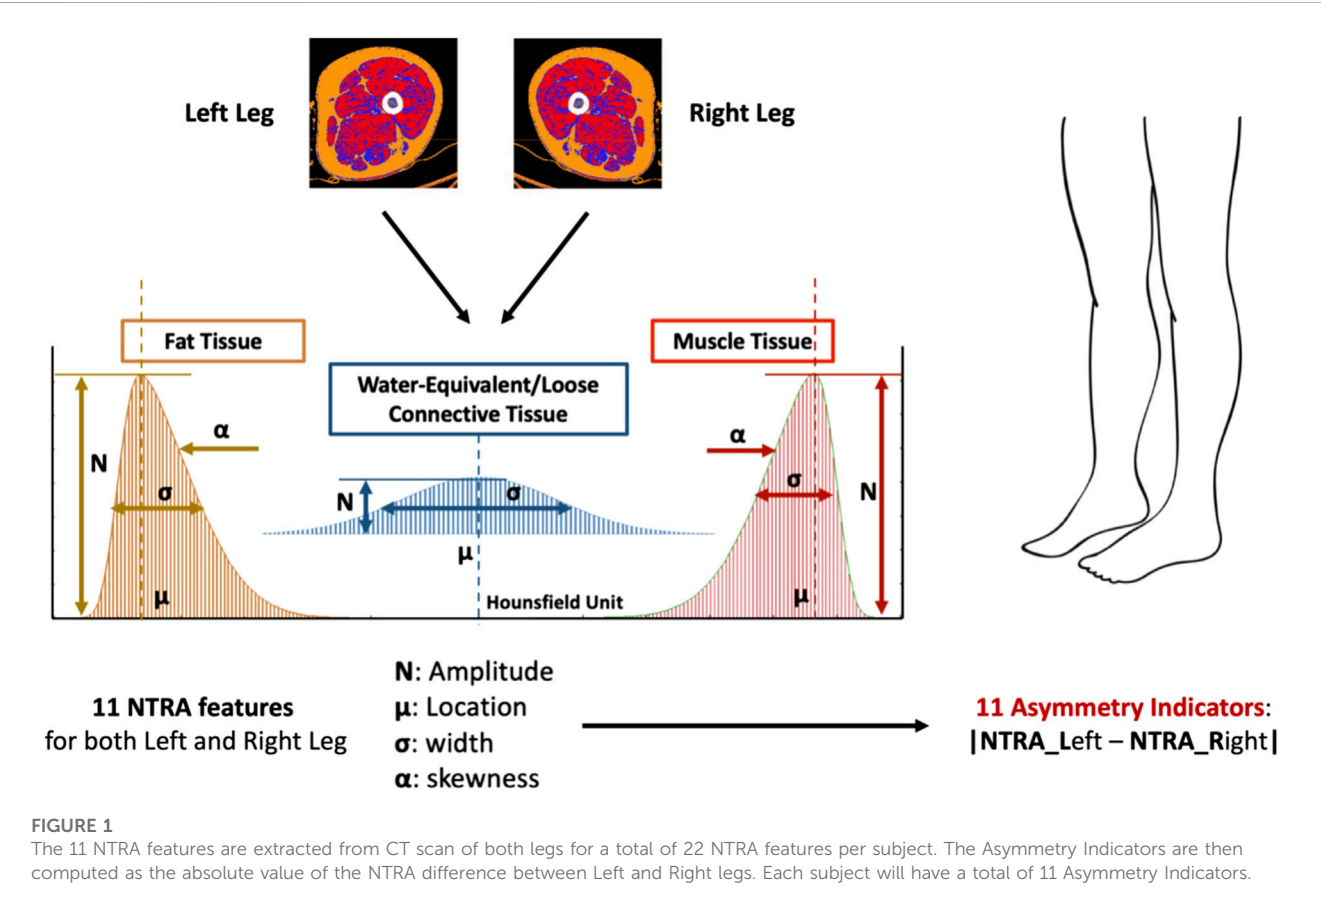 Left Leg
Right Leg
Fat Tissue
Muscle Tissue
Water-Equivalent/Loose
Connective Tissue
α
α
N
σ
N
σ
σ
N
μ
μ
μ
Hounsfield Unit
11 NTRA features
for both Left and Right Leg
N: Amplitude
μ: Location
σ: width
α: skewness
11 Asymmetry Indicators:
|NTRA_Left – NTRA_Right|
FIGURE 1
The 11 NTRA features are extracted from CT scan of both legs for a total of 22 NTRA features per subject. The Asymmetry Indicators are then
computed as the absolute value of the NTRA difference between Left and Right legs. Each subject will have a total of 11 Asymmetry Indicators.